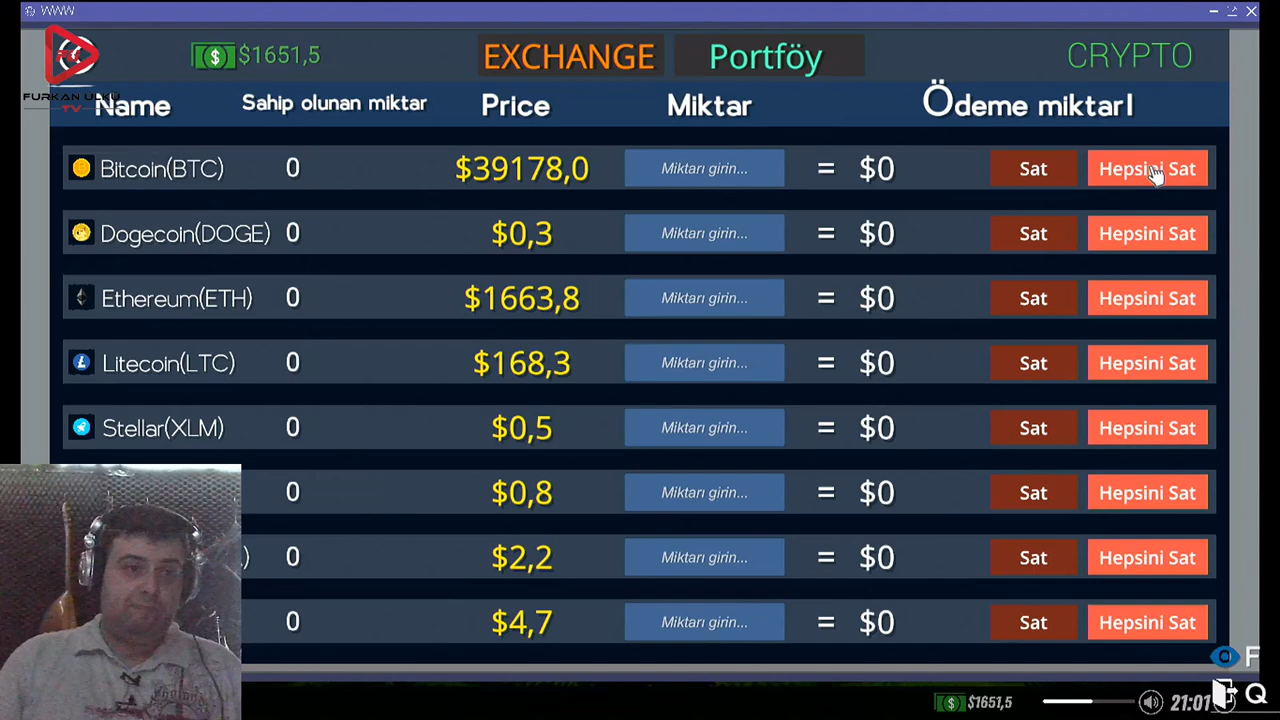 WWW
$1651,5 EXCHANGE Portföy CRYPTO
FURKAN ULKU
TV
Name Sahip olunan miktar Price Miktar Ödeme miktarI
Bitcoin(BTC) 0 $39178,0 Miktarı girin... = $0 Sat Hepsini Sat
Dogecoin(DOGE) 0 $0,3 Miktarı girin... = $0 Sat Hepsini Sat
Ethereum(ETH) 0 $1663,8 Miktarı girin... = $0 Sat Hepsini Sat
Litecoin(LTC) 0 $168,3 Miktarı girin... = $0 Sat Hepsini Sat
Stellar(XLM) 0 $0,5 Miktarı girin... = $0 Sat Hepsini Sat
0 $0,8 Miktarı girin... = $0 Sat Hepsini Sat
) 0 $2,2 Miktarı girin... = $0 Sat Hepsini Sat
0 $4,7 Miktarı girin... = $0 Sat Hepsini Sat
F
$1651,5 21:01 Q